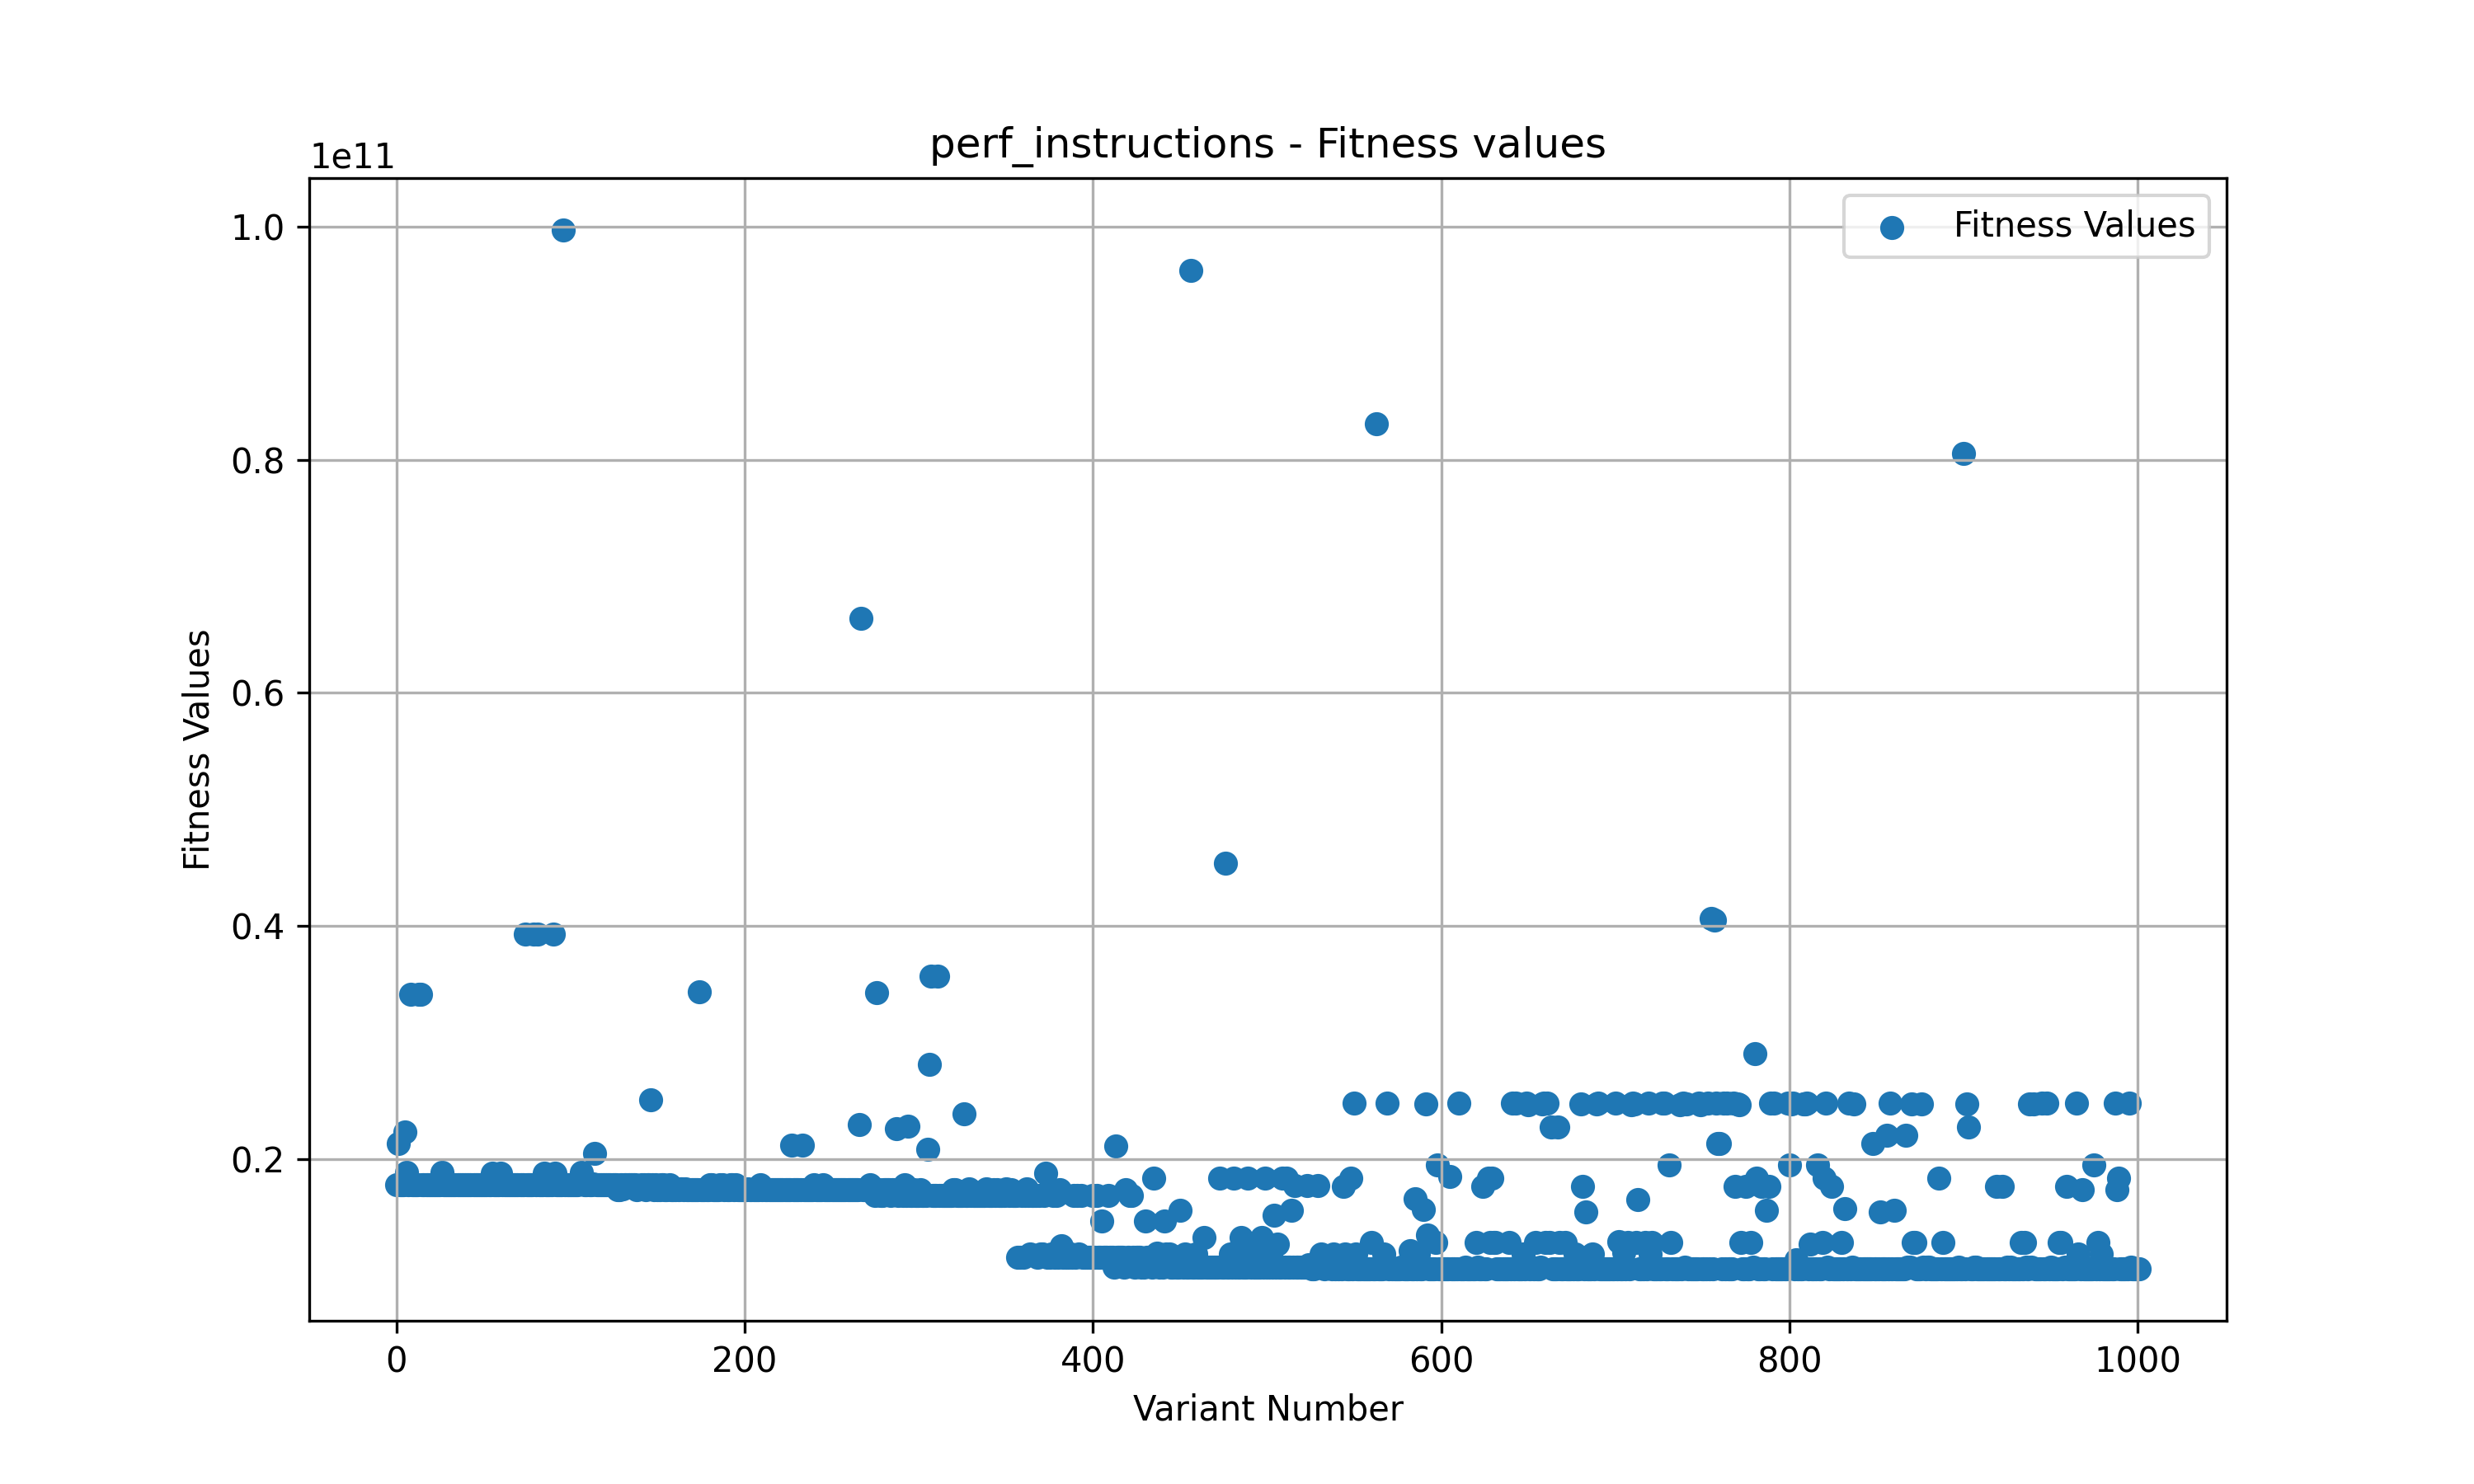 perf_instructions - Fitness values
1e11
Fitness Values
1.0
0.8
0.6
0.4
0.2
Fitness Values
0 200 400 600 800 1000
Variant Number